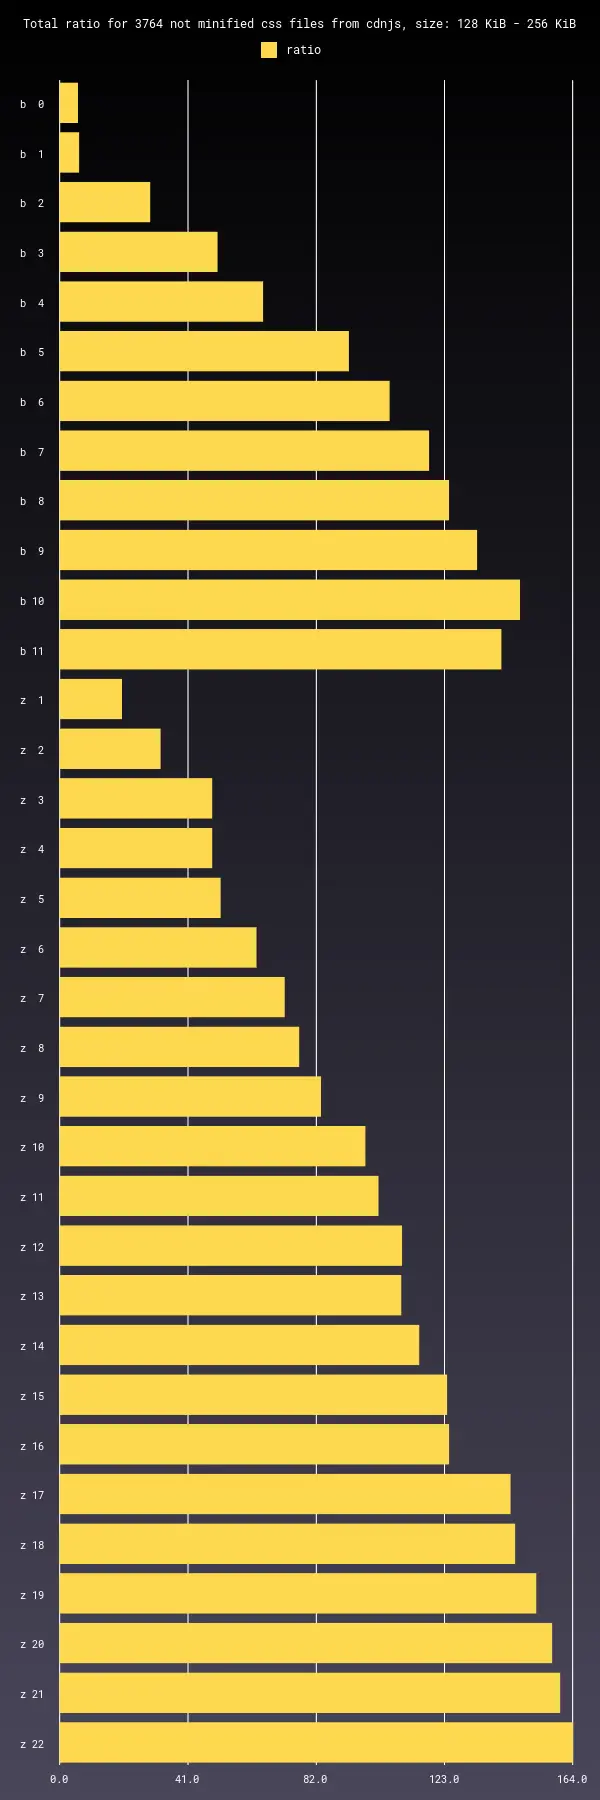 Total ratio for 3764 not minified css files from cdnjs, size: 128 KiB - 256 KiB
ratio
b 0
b 1
b 2
b 3
b 4
b 5
b 6
b 7
b 8
b 9
b 10
b 11
z 1
z 2
z 3
z 4
z 5
z 6
z 7
z 8
z 9
z 10
z 11
z 12
z 13
z 14
z 15
z 16
z 17
z 18
z 19
z 20
z 21
z 22
0.0 41.0 82.0 123.0 164.0